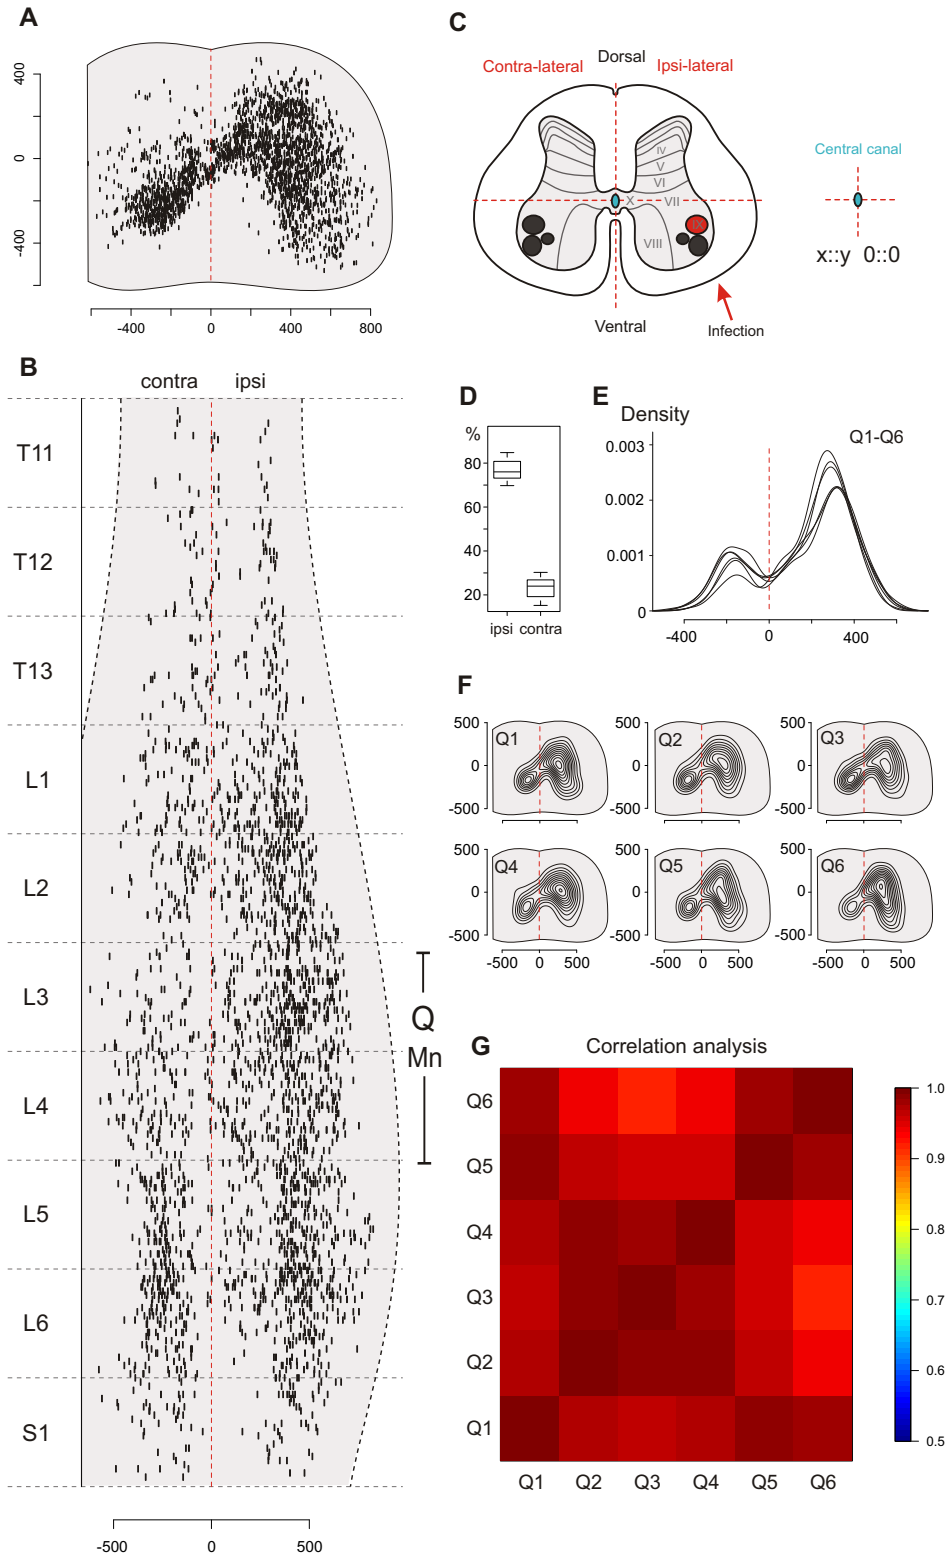 A
400
0
-400
-400
0
400
800
B
contra
ipsi
T11
T12
T13
L1
L2
L3
L4
L5
L6
S1
Q
Mn
-500
0
500
C
Contra-lateral
Dorsal
Ipsi-lateral
IV
V
VI
X
VII
VIII
Ventral
Infection
Central canal
x::y 0::0
D
%
80
60
40
20
ipsi
contra
E
Density
Q1-Q6
0.003
0.002
0.001
0
-400
0
400
F
500
0
-500
Q1
500
0
-500
Q2
500
0
-500
Q3
500
0
-500
Q4
500
0
-500
Q5
500
0
-500
Q6
-500 0 500
-500 0 500
-500 0 500
G
Correlation analysis
Q6
Q5
Q4
Q3
Q2
Q1
Q1 Q2 Q3 Q4 Q5 Q6
1.0
0.9
0.8
0.7
0.6
0.5